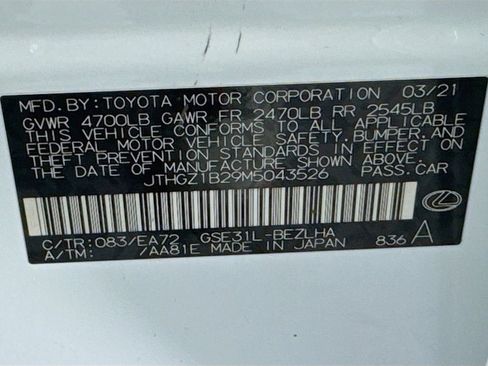 MFD.BY:TOYOTA MOTOR CORPORATION 03/21
GVWR 4700LB GAWR FR 2470LB RR 2545LB
THIS VEHICLE CONFORMS TO ALL APPLICABLE
FEDERAL MOTOR VEHICLE SAFETY, BUMPER, AND
THEFT PREVENTION STANDARDS IN EFFECT ON
THE DATE OF MANUFACTURE SHOWN ABOVE.
JTHGZ1B29M5043526 PASS.CAR
C/TR: 083/EA72 GSE31L-BEZLHA
A/TM: /AA81E MADE IN JAPAN 836 A